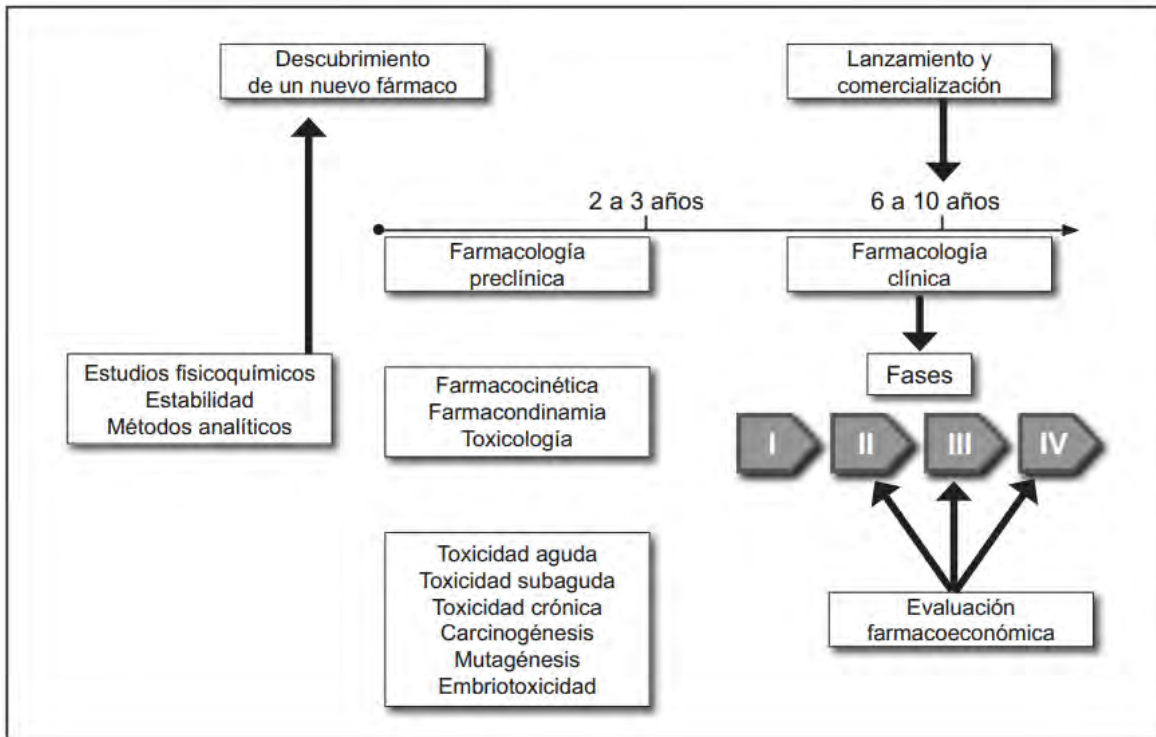 Descubrimiento
de un nuevo fármaco
Lanzamiento y
comercialización
2 a 3 años
6 a 10 años
Farmacología
preclínica
Farmacología
clínica
Estudios fisicoquímicos
Estabilidad
Métodos analíticos
Farmacocinética
Farmacondinamia
Toxicología
Fases
I
II
III
IV
Toxicidad aguda
Toxicidad subaguda
Toxicidad crónica
Carcinogénesis
Mutagénesis
Embriotoxicidad
Evaluación
farmacoeconómica